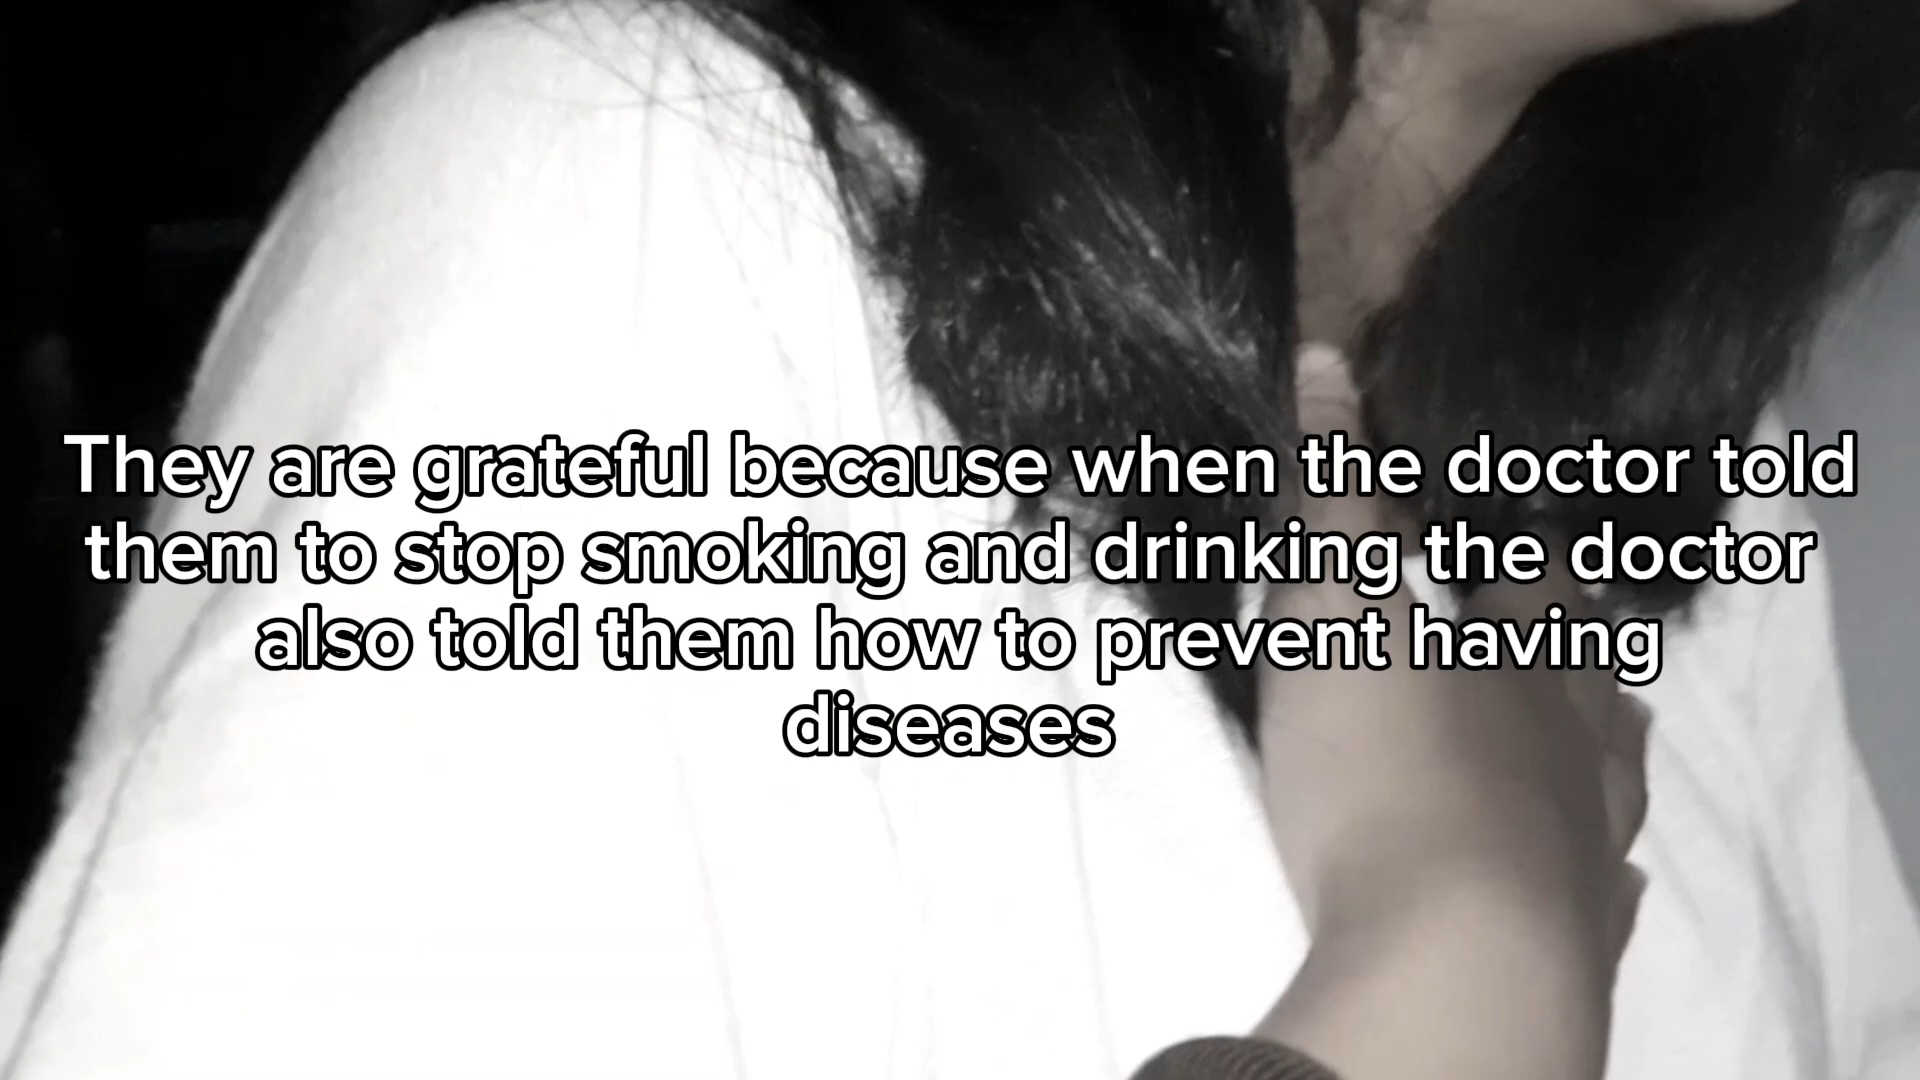 They are grateful because when the doctor told
them to stop smoking and drinking the doctor
also told them how to prevent having
diseases